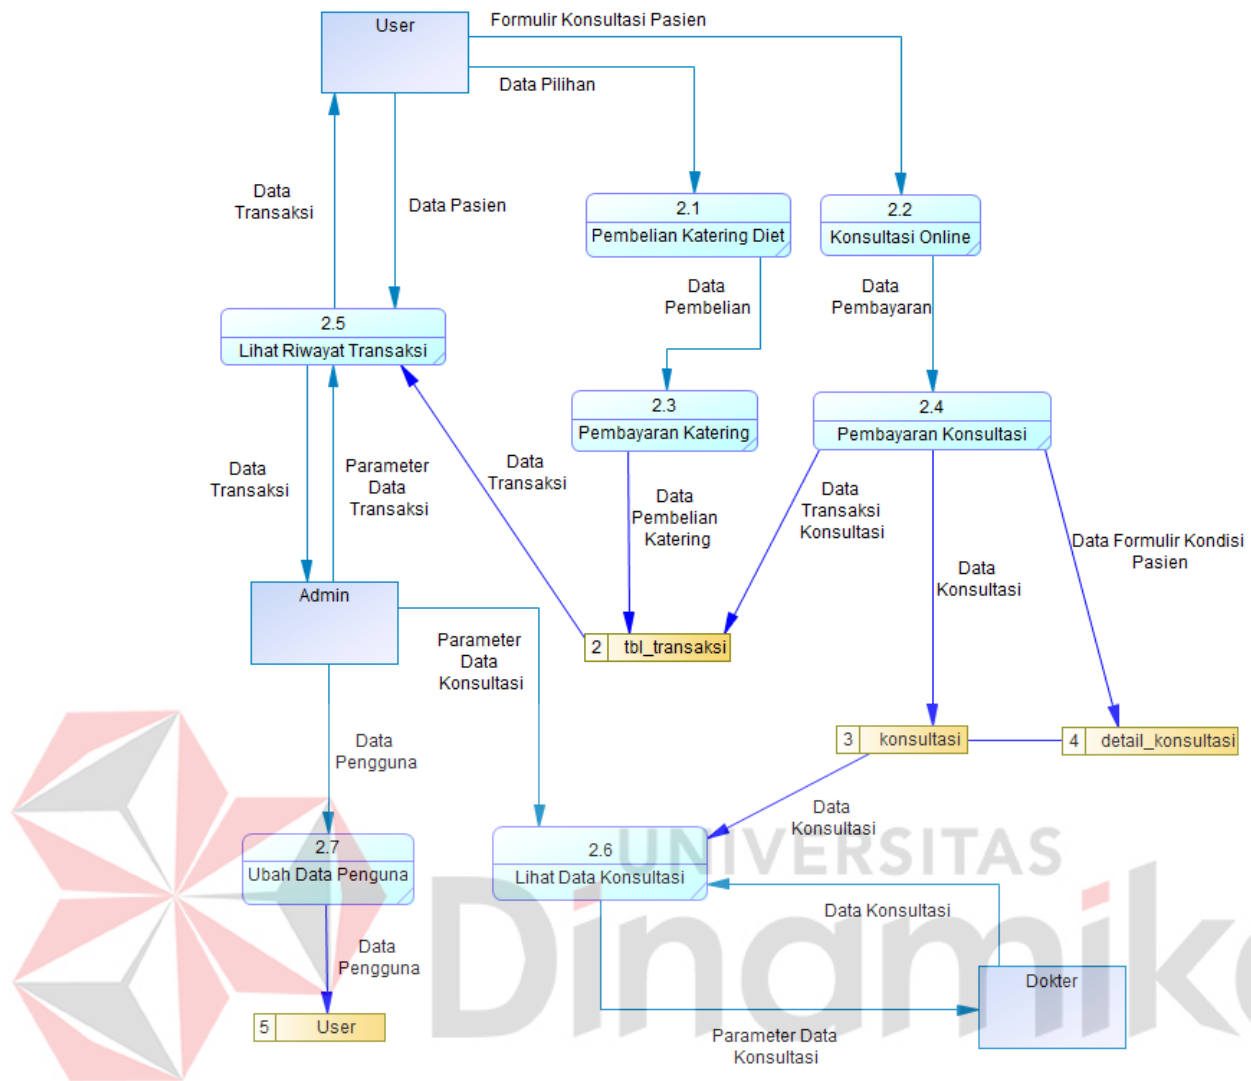 User
Formulir Konsultasi Pasien
Data Pilihan
Data
Transaksi
Data Pasien
2.1
Pembelian Katering Diet
2.2
Konsultasi Online
Data
Pembelian
Data
Pembayaran
2.5
Lihat Riwayat Transaksi
2.3
Pembayaran Katering
2.4
Pembayaran Konsultasi
Data
Transaksi
Parameter
Data
Transaksi
Data
Transaksi
Data
Pembelian
Katering
Data
Transaksi
Konsultasi
Data Formulir Kondisi
Pasien
Data
Konsultasi
Admin
Parameter
Data
Konsultasi
2 tbl_transaksi
Data
Pengguna
3 konsultasi
4 detail_konsultasi
Data
Konsultasi
2.7
Ubah Data Penguna
2.6
Lihat Data Konsultasi
UNIVERSITAS
Dinamika
Data Konsultasi
Data
Pengguna
Dokter
5 User
Parameter Data
Konsultasi